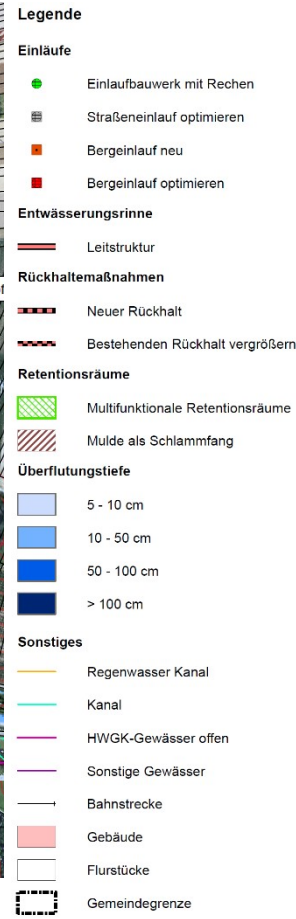 Legende
Einläufe
Einlaufbauwerk mit Rechen
Straßeneinlauf optimieren
Bergeinlauf neu
Bergeinlauf optimieren
Entwässerungsrinne
Leitstruktur
Rückhaltemaßnahmen
Neuer Rückhalt
Bestehenden Rückhalt vergrößern
Retentionsräume
Multifunktionale Retentionsräume
Mulde als Schlammfang
Überflutungstiefe
5 - 10 cm
10 - 50 cm
50 - 100 cm
> 100 cm
Sonstiges
Regenwasser Kanal
Kanal
HWGK-Gewässer offen
Sonstige Gewässer
Bahnstrecke
Gebäude
Flurstücke
Gemeindegrenze